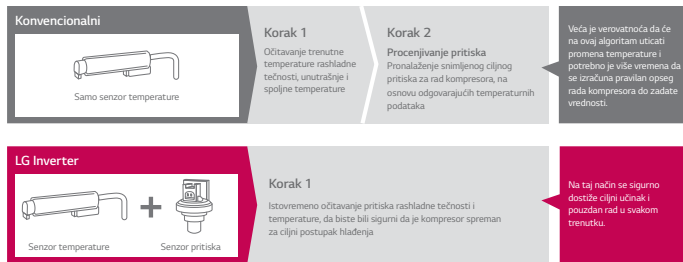 Konvencionalni
Samo senzor temperature
Korak 1
Očitavanje trenutne
temperature rashladne
tečnosti, unutrašnje i
spoljne temperature
Korak 2
Procenjivanje pritiska
Pronalaženje snimljenog ciljnog
pritiska za rad kompresora, na
osnovu odgovarajućih temperaturnih
podataka
Veća je verovatnoća da će
na ovaj algoritam uticati
promena temperature i
potrebno je više vremena da
se izračuna pravilan opseg
rada kompresora do zadate
vrednosti.
LG Inverter
Senzor temperature
+
Senzor pritiska
Korak 1
Istovremeno očitavanje pritiska rashladne tečnosti i
temperature, da biste bili sigurni da je kompresor spreman
za ciljni postupak hlađenja
Na taj način se sigurno
dostiže ciljni učinak i
pouzdan rad u svakom
trenutku.